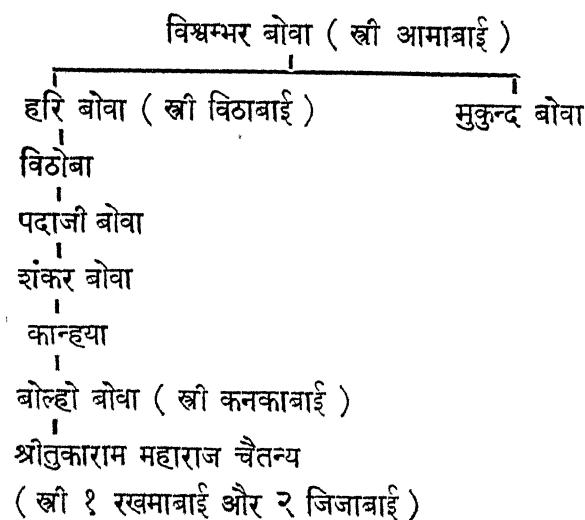 विश्वम्भर बोवा ( स्त्री आमाबाई )
हरि बोवा ( स्त्री विठाबाई ) मुकुन्द बोवा
विठोबा
पदाजी बोवा
शंकर बोवा
कान्हया
बोल्हो बोवा ( स्त्री कनकाबाई )
श्रीतुकाराम महाराज चैतन्य
( स्त्री १ रखमाबाई और २ जिजाबाई )